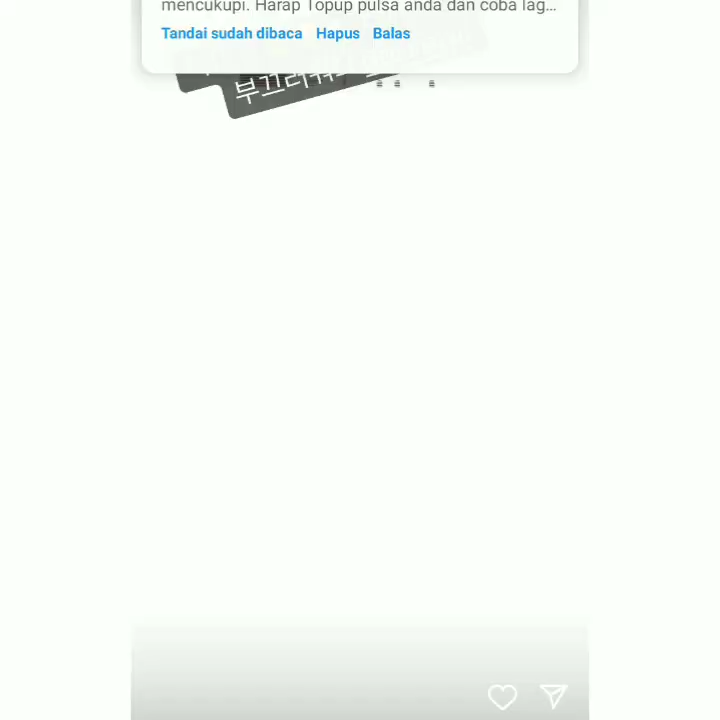 mencukupi. Harap Topup pulsa anda dan coba lag…
Tandai sudah dibaca Hapus Balas